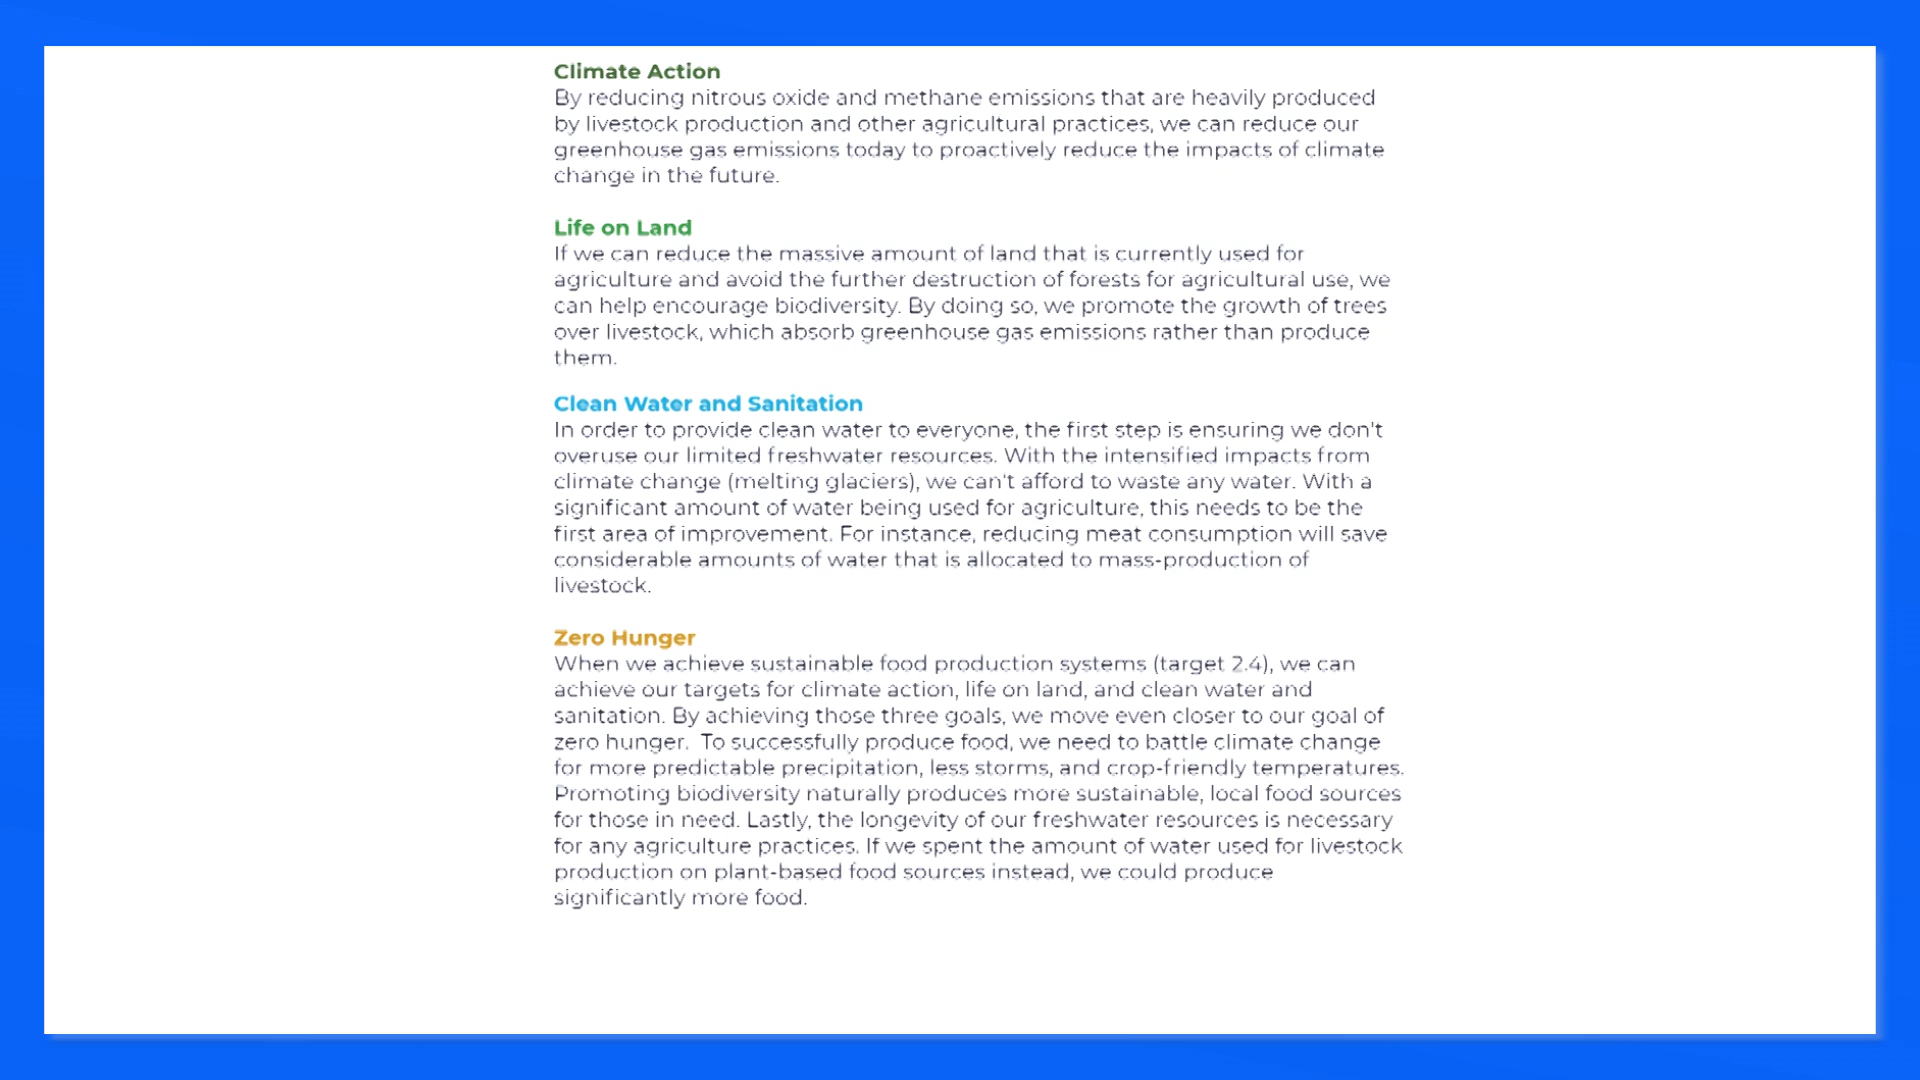 Climate Action
By reducing nitrous oxide and methane emissions that are heavily produced
by livestock production and other agricultural practices, we can reduce our
greenhouse gas emissions today to proactively reduce the impacts of climate
change in the future.
Life on Land
If we can reduce the massive amount of land that is currently used for
agriculture and avoid the further destruction of forests for agricultural use, we
can help encourage biodiversity. By doing so, we promote the growth of trees
over livestock, which absorb greenhouse gas emissions rather than produce
them.
Clean Water and Sanitation
In order to provide clean water to everyone, the first step is ensuring we don't
overuse our limited freshwater resources. With the intensified impacts from
climate change (melting glaciers), we can't afford to waste any water. With a
significant amount of water being used for agriculture, this needs to be the
first area of improvement. For instance, reducing meat consumption will save
considerable amounts of water that is allocated to mass-production of
livestock.
Zero Hunger
When we achieve sustainable food production systems (target 2.4), we can
achieve our targets for climate action, life on land, and clean water and
sanitation. By achieving those three goals, we move even closer to our goal of
zero hunger.  To successfully produce food, we need to battle climate change
for more predictable precipitation, less storms, and crop-friendly temperatures.
Promoting biodiversity naturally produces more sustainable, local food sources
for those in need. Lastly, the longevity of our freshwater resources is necessary
for any agriculture practices. If we spent the amount of water used for livestock
production on plant-based food sources instead, we could produce
significantly more food.